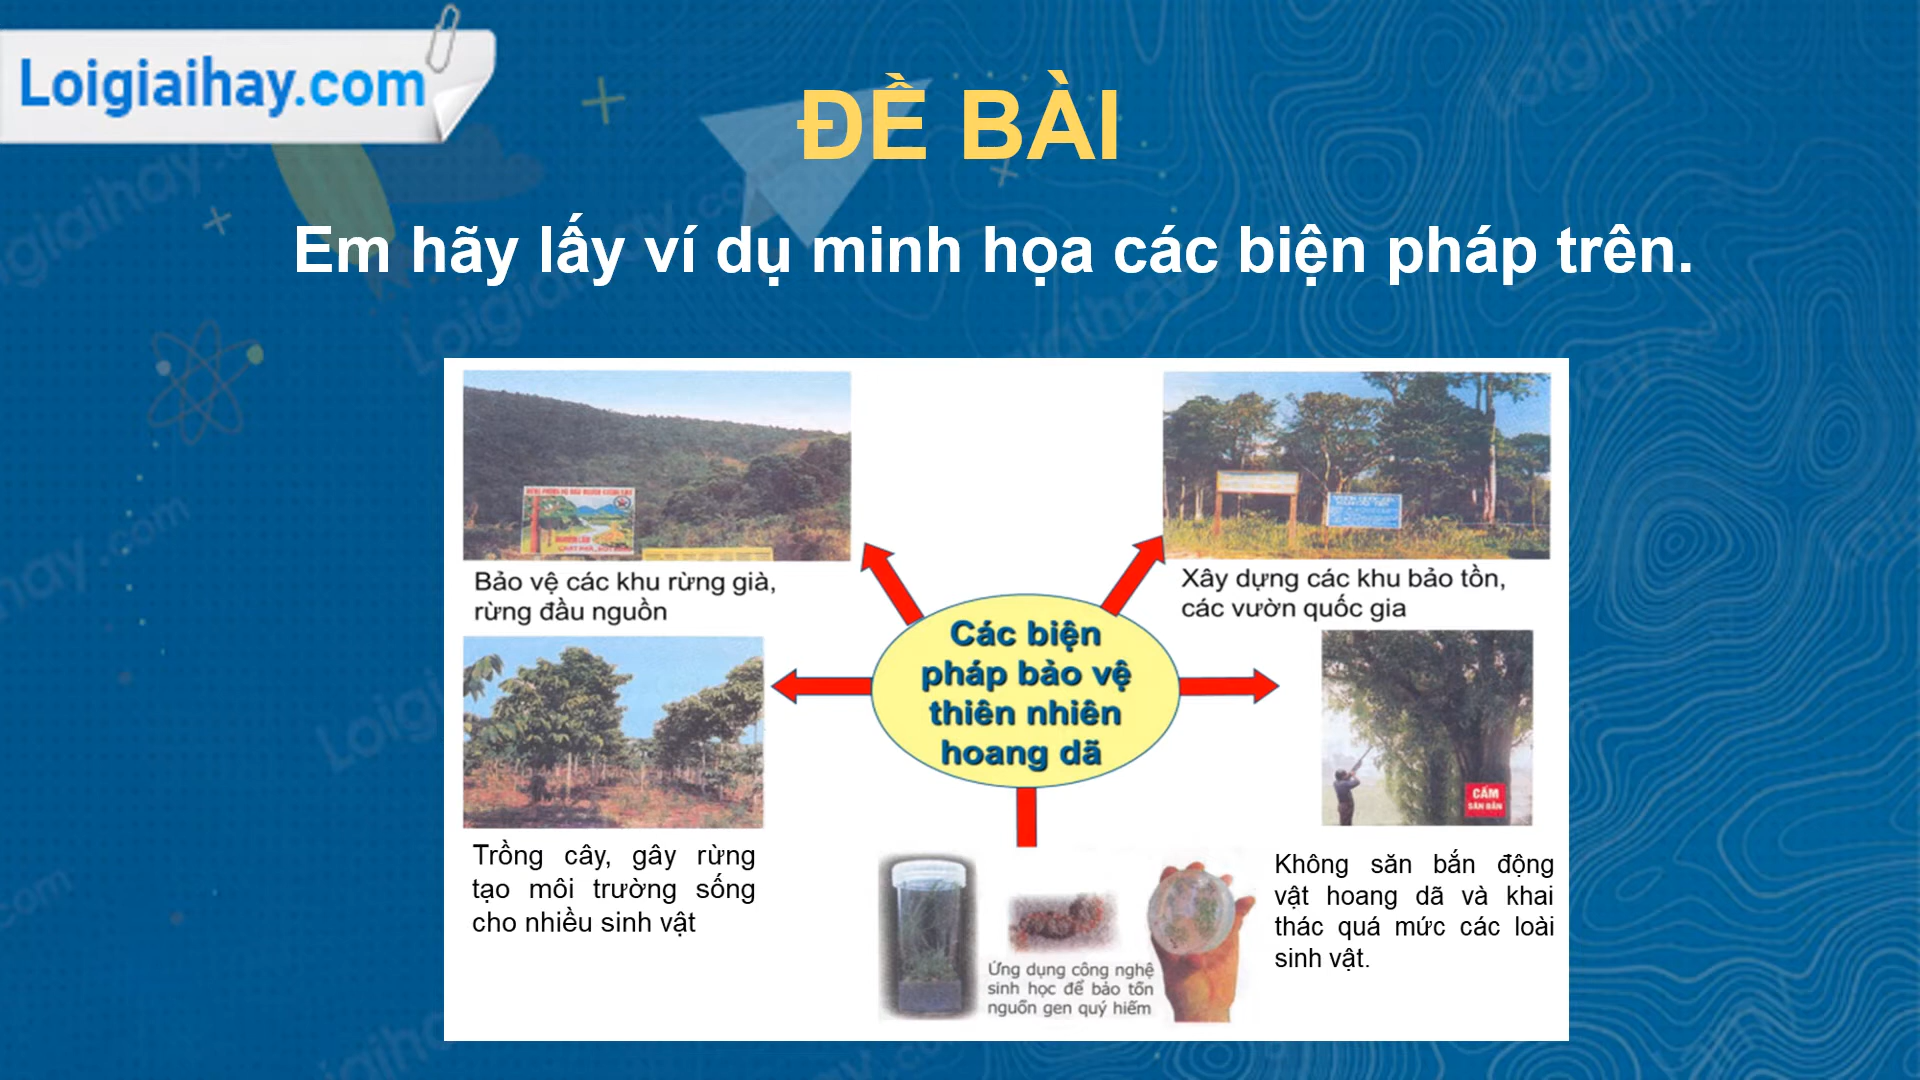 Loigiaihay.com
ĐỀ BÀI
Em hãy lấy ví dụ minh họa các biện pháp trên.
Bảo vệ các khu rừng già,
rừng đầu nguồn
Xây dựng các khu bảo tồn,
các vườn quốc gia
Các biện
pháp bảo vệ
thiên nhiên
hoang dã
CẤM
SĂN BẮN
Trồng cây, gây rừng
tạo môi trường sống
cho nhiều sinh vật
Ứng dụng công nghệ
sinh học để bảo tồn
nguồn gen quý hiếm
Không săn bắn động
vật hoang dã và khai
thác quá mức các loài
sinh vật.